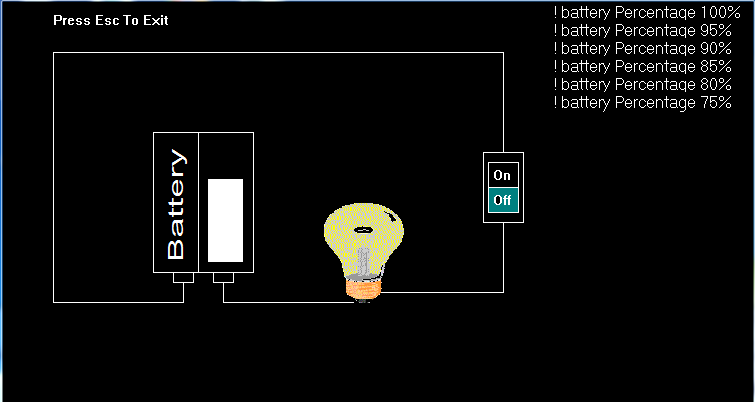 Press Esc To Exit
! battery Percentage 100%
! battery Percentage 95%
! battery Percentage 90%
! battery Percentage 85%
! battery Percentage 80%
! battery Percentage 75%
Battery
On
Off